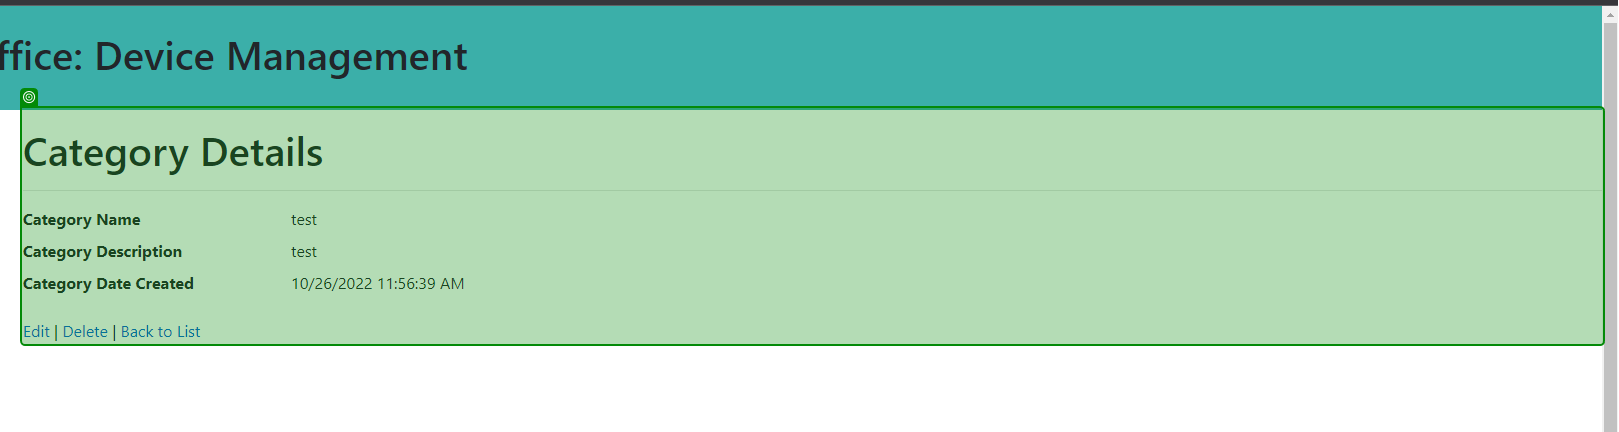 ffice: Device Management
Category Details
Category Name test
Category Description test
Category Date Created 10/26/2022 11:56:39 AM
Edit | Delete | Back to List